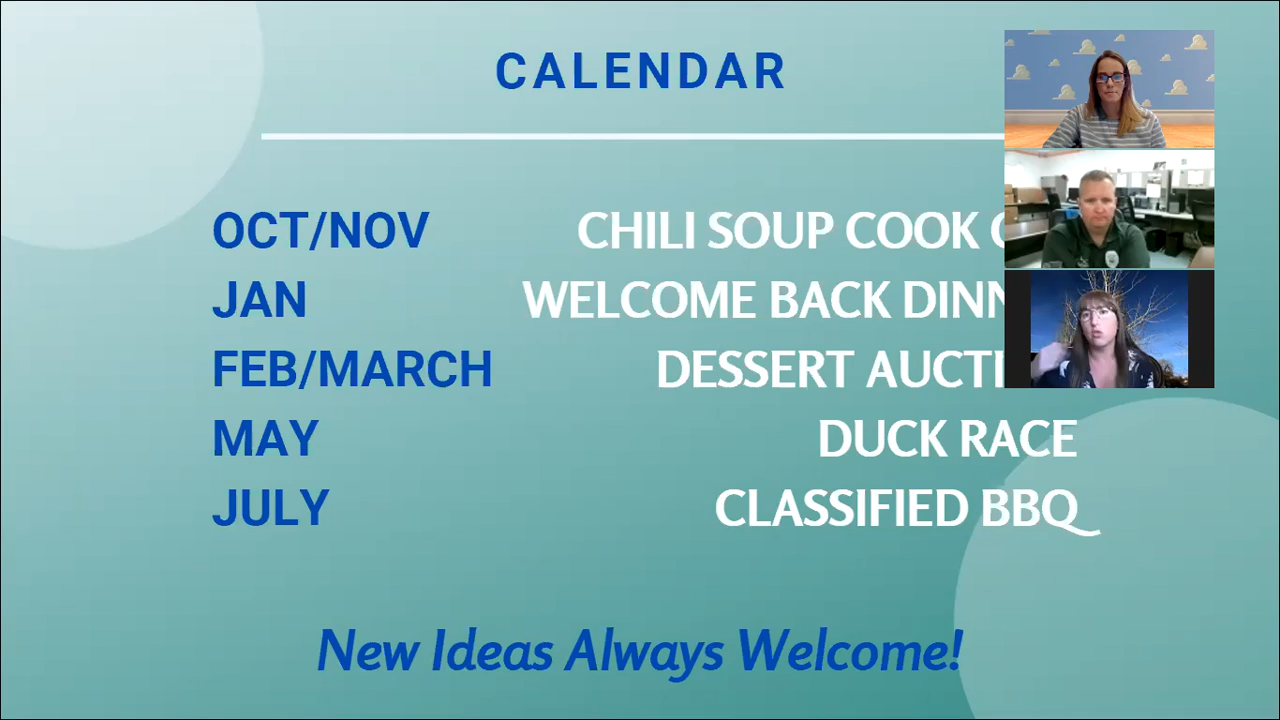 CALENDAR
OCT/NOV CHILI SOUP COOK
JAN WELCOME BACK
FEB/MARCH DESSERT
MAY DUCK RACE
JULY CLASSIFIED BBQ
New Ideas Always Welcome!